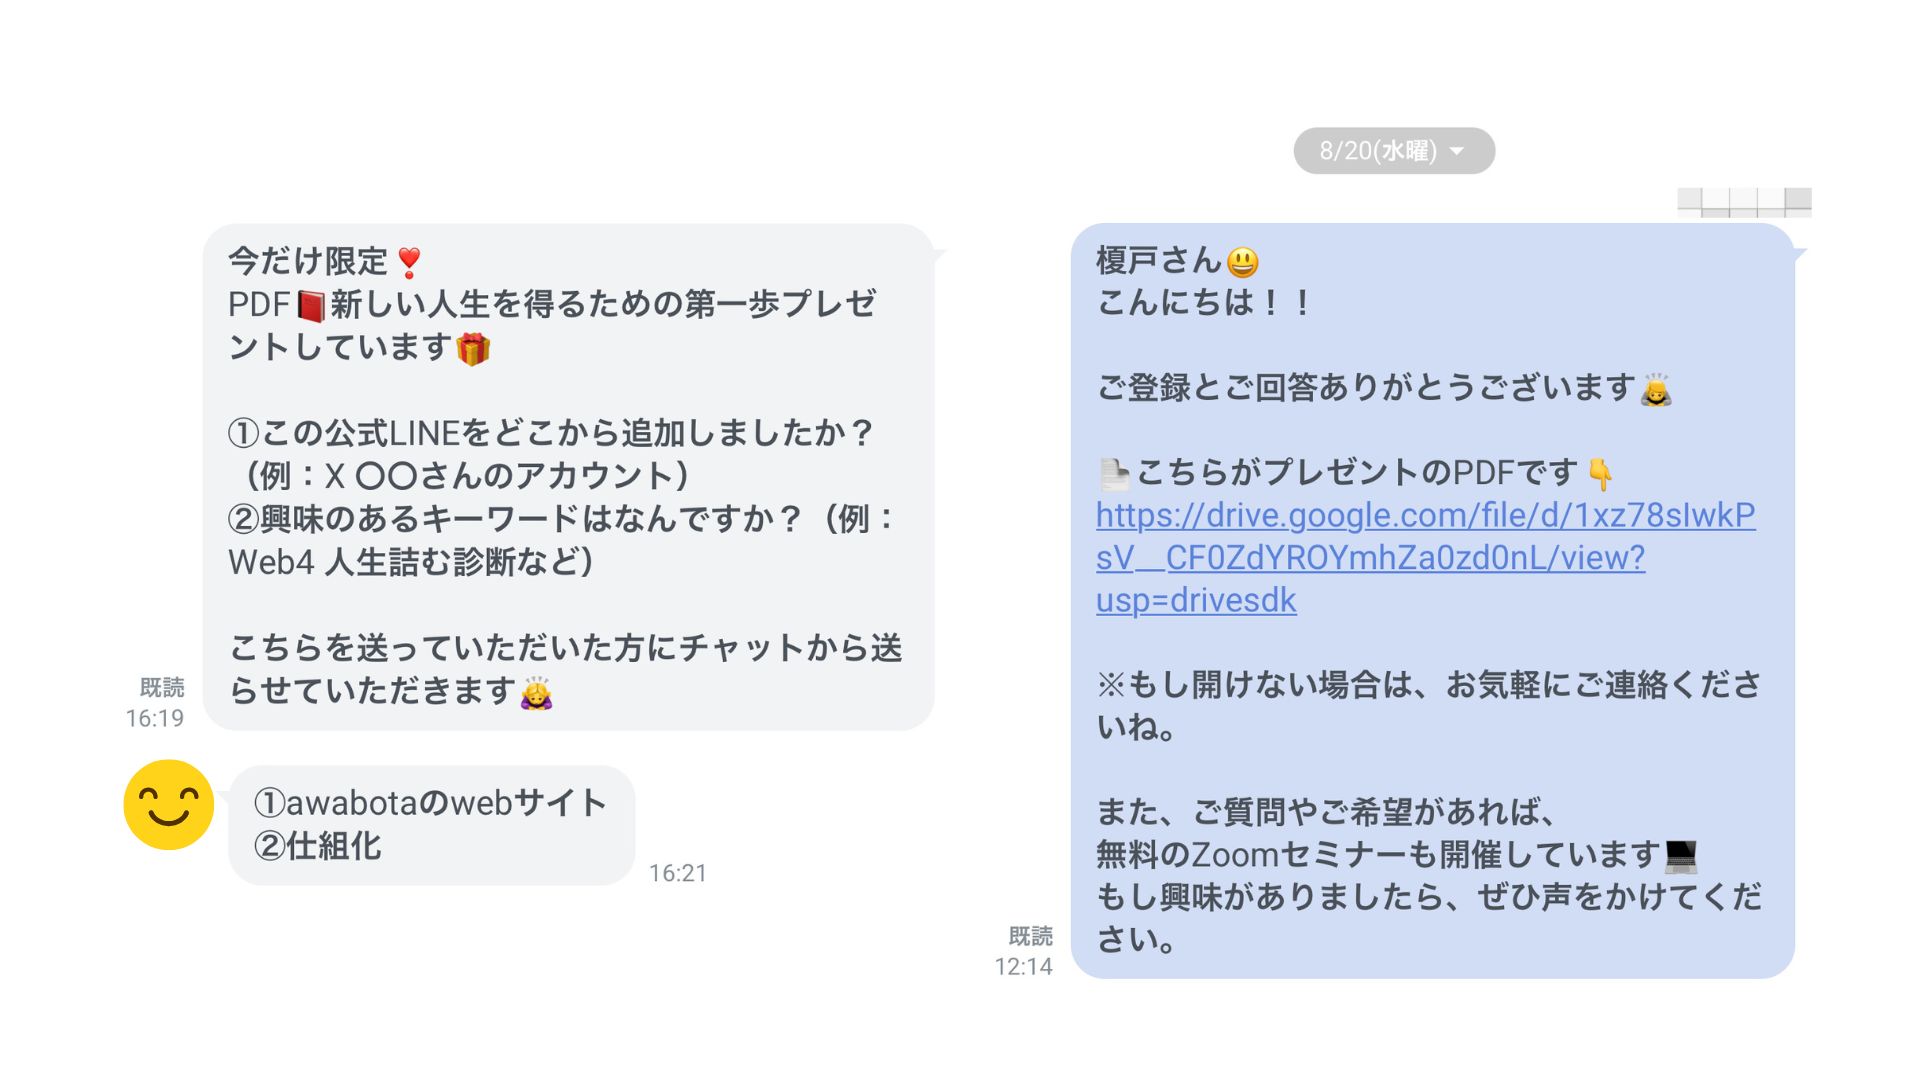 今だけ限定❣️
PDF📕新しい人生を得るための第一歩プレゼ
ントしています🎁
①この公式LINEをどこから追加しましたか？
（例：X 〇〇さんのアカウント）
②興味のあるキーワードはなんですか？（例：
Web4 人生詰む診断など）
こちらを送っていただいた方にチャットから送
らせていただきます🙇‍♀️
既読
16:19
①awabotaのwebサイト
②仕組化
16:21
8/20(水曜)
榎戸さん😃
こんにちは！！
ご登録とご回答ありがとうございます🙇
📄こちらがプレゼントのPDFです👇
https://drive.google.com/file/d/1xz78sIwkP
sV__CF0ZdYROYmhZa0zd0nL/view?
usp=drivesdk
※もし開けない場合は、お気軽にご連絡くださ
いね。
また、ご質問やご希望があれば、
無料のZoomセミナーも開催しています💻
もし興味がありましたら、ぜひ声をかけてくだ
さい。
既読
12:14